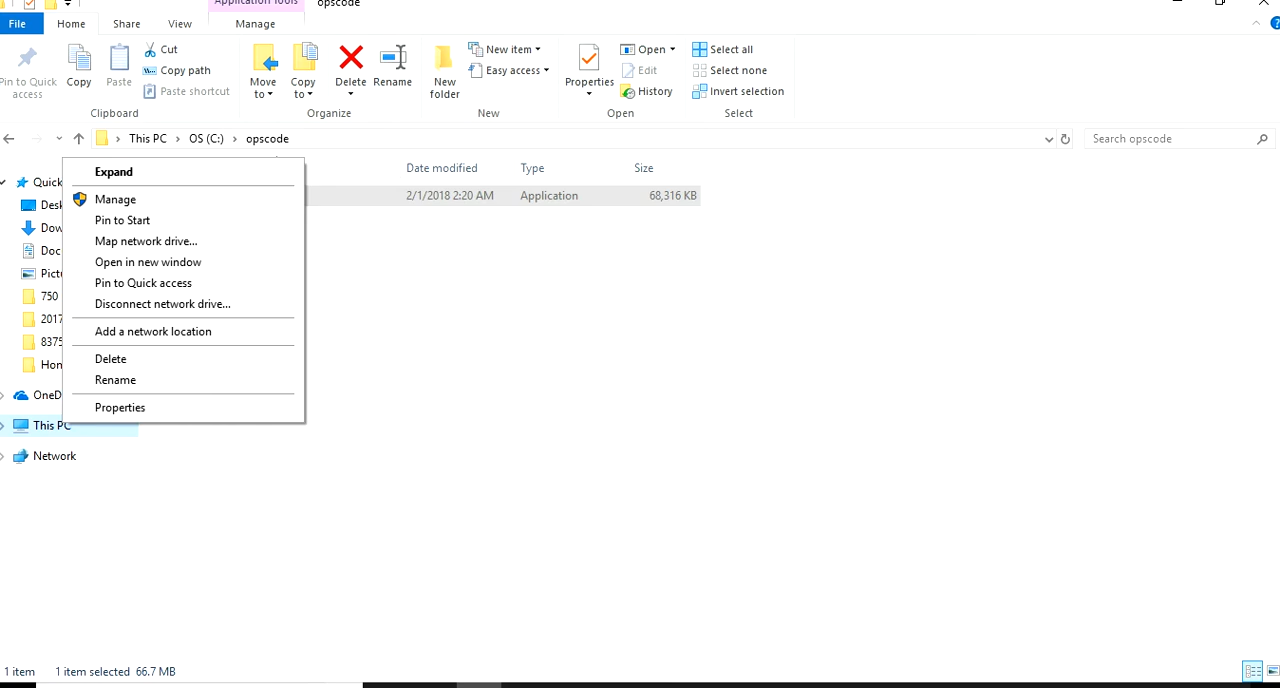 Application Tools
opscode
File
Home
Share
View
Manage
Pin to Quick access
Copy
Paste
Cut
Copy path
Paste shortcut
Clipboard
Move to
Copy to
Delete
Rename
Organize
New folder
New item
Easy access
New
Properties
Open
Edit
History
Open
Select all
Select none
Invert selection
Select
This PC
OS (C:)
opscode
Search opscode
Date modified
Type
Size
2/1/2018 2:20 AM
Application
68,316 KB
Quick
Desk
Dow
Doc
Pictu
750
2017
8375
Hon
OneD
This PC
Network
Expand
Manage
Pin to Start
Map network drive...
Open in new window
Pin to Quick access
Disconnect network drive...
Add a network location
Delete
Rename
Properties
1 item
1 item selected 66.7 MB